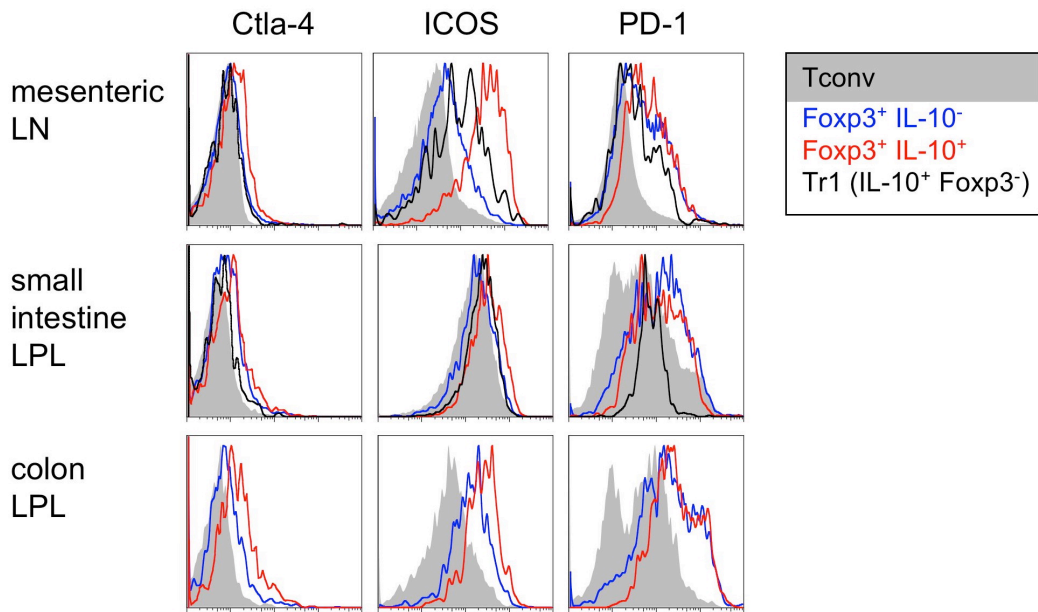 Ctla-4 ICOS PD-1
mesenteric
LN
small
intestine
LPL
colon
LPL
Tconv
Foxp3⁺ IL-10⁻
Foxp3⁺ IL-10⁺
Tr1 (IL-10⁺ Foxp3⁻)